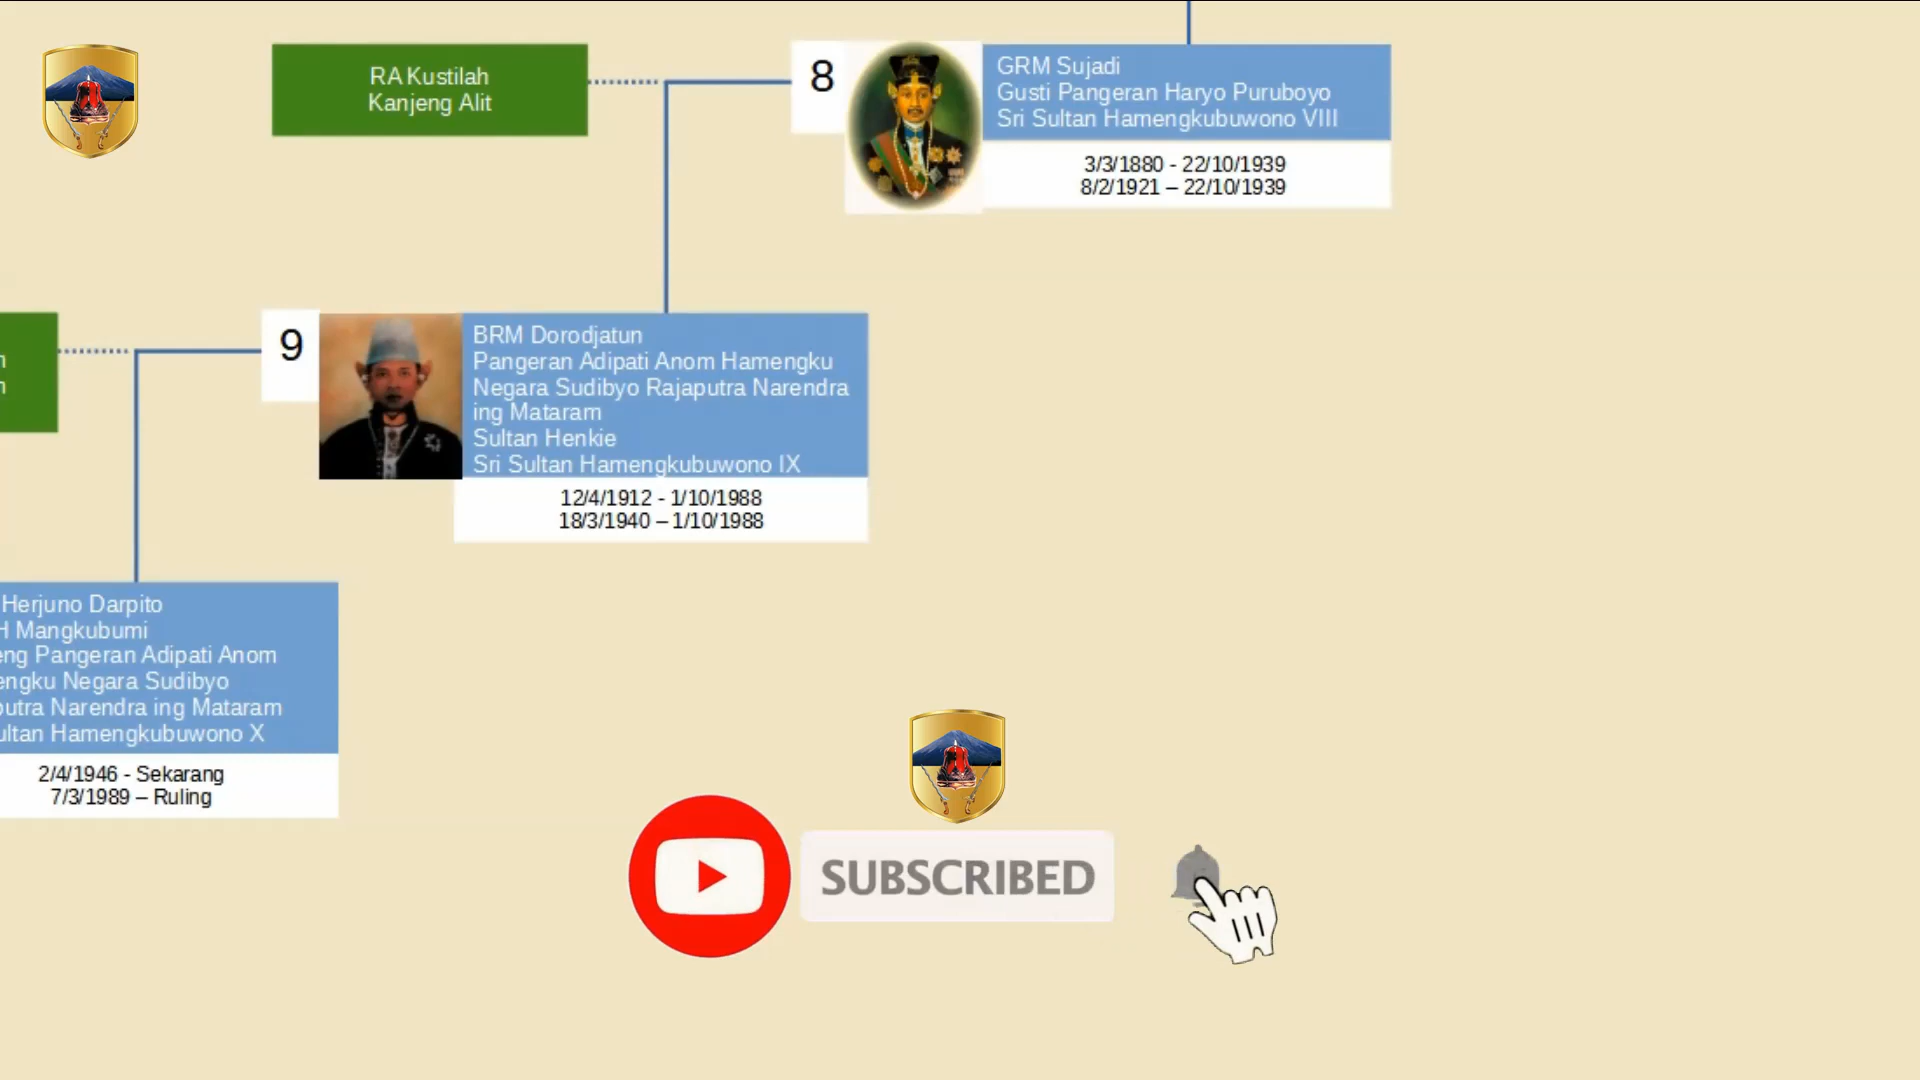 RA Kustilah
Kanjeng Alit
8
GRM Sujadi
Gusti Pangeran Haryo Puruboyo
Sri Sultan Hamengkubuwono VIII
3/3/1880 - 22/10/1939
8/2/1921 – 22/10/1939
9
BRM Dorodjatun
Pangeran Adipati Anom Hamengku
Negara Sudibyo Rajaputra Narendra
ing Mataram
Sultan Henkie
Sri Sultan Hamengkubuwono IX
12/4/1912 - 1/10/1988
18/3/1940 – 1/10/1988
Herjuno Darpito
H Mangkubumi
eng Pangeran Adipati Anom
engku Negara Sudibyo
putra Narendra ing Mataram
ultan Hamengkubuwono X
2/4/1946 - Sekarang
7/3/1989 – Ruling
SUBSCRIBED